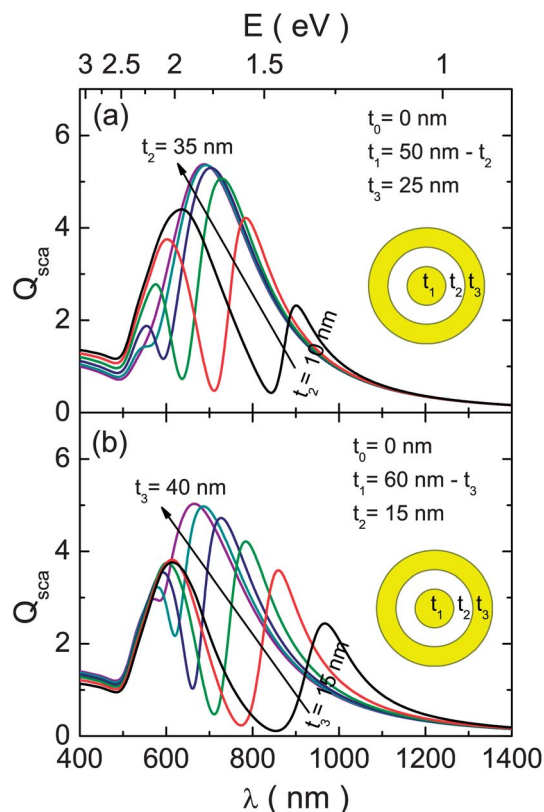 E ( eV )
3 2.5 2 1.5 1
(a)
t2= 35 nm
t0= 0 nm
t1= 50 nm - t2
t3= 25 nm
6
4
2
0
Qsca
t1 t2 t3
t2= 10 nm
(b)
t3= 40 nm
t0= 0 nm
t1= 60 nm - t3
t2= 15 nm
6
4
2
0
Qsca
t1 t2 t3
t3= 15 nm
400 600 800 1000 1200 1400
λ ( nm )